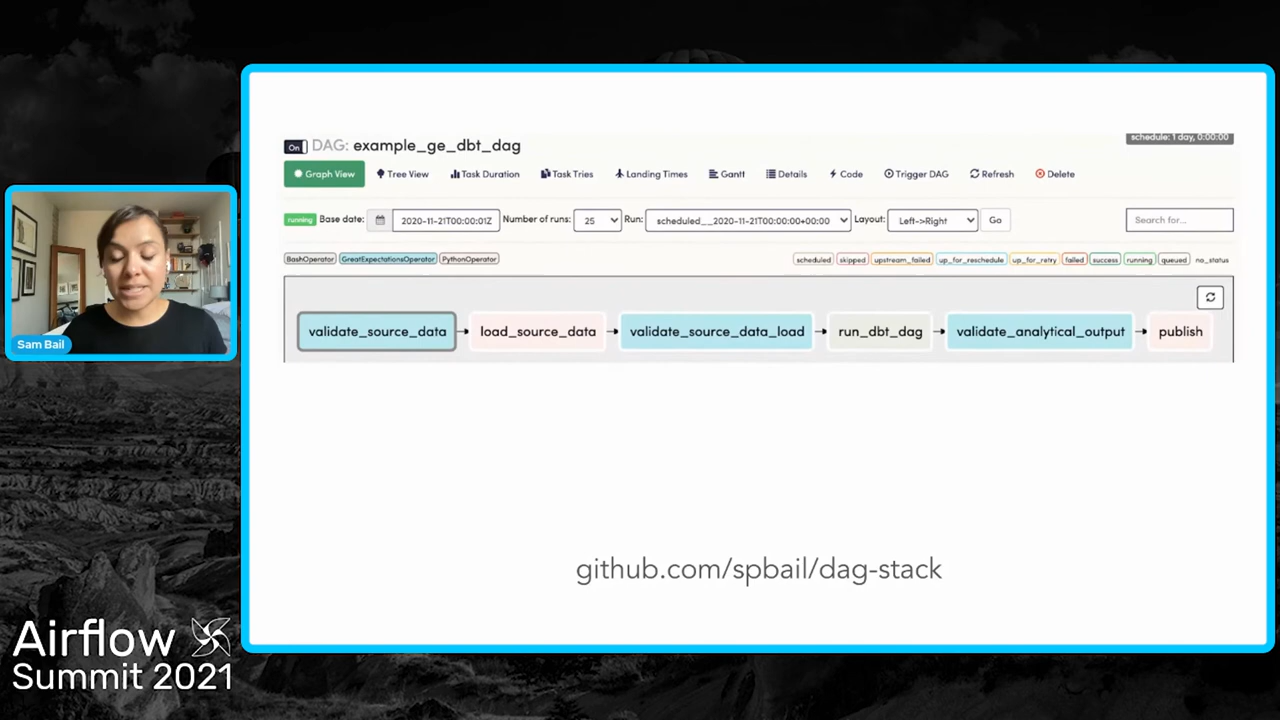 schedule: 1 day, 0:00:00
On DAG: example_ge_dbt_dag
Graph View Tree View Task Duration Task Tries Landing Times Gantt Details Code Trigger DAG Refresh Delete
running Base date: 2020-11-21T00:00:01Z Number of runs: 25 Run: scheduled__2020-11-21T00:00:00+00:00 Layout: Left->Right Go Search for...
BashOperator GreatExpectationsOperator PythonOperator scheduled skipped upstream_failed up_for_reschedule up_for_retry failed success running queued no_status
validate_source_data load_source_data validate_source_data_load run_dbt_dag validate_analytical_output publish
Sam Bail
github.com/spbail/dag-stack
Airflow
Summit 2021